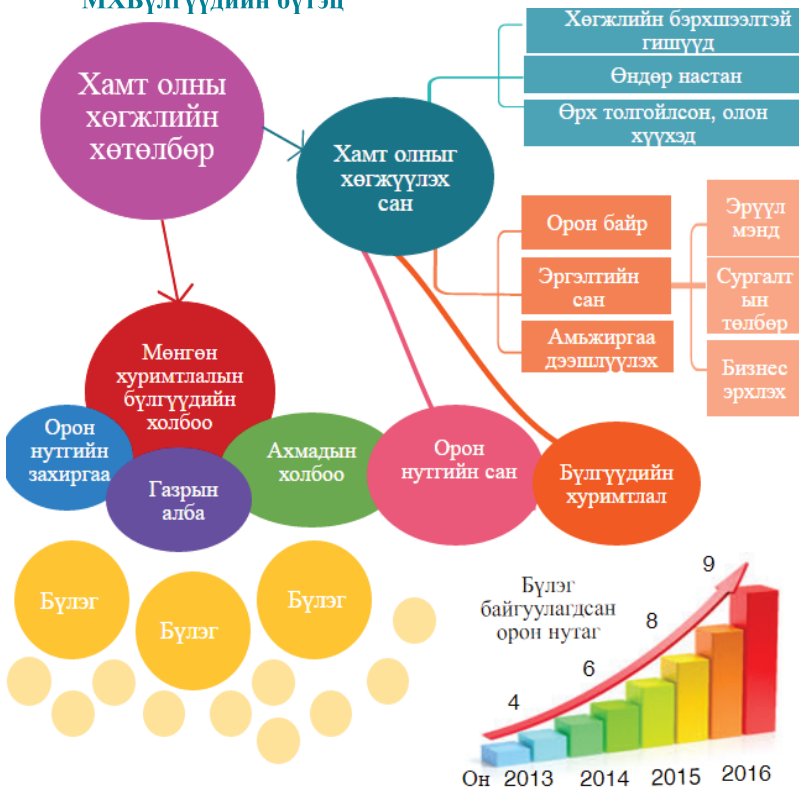 МХБүлгүүдийн бүтэц
Хамт олны
хөгжлийн
хөтөлбөр
Хамт олныг
хөгжүүлэх
сан
Хөгжлийн бэрхшээлтэй
гишүүд
Өндөр настан
Өрх толгойлсон, олон
хүүхэд
Орон байр
Эргэлтийн
сан
Амьжиргаа
дээшлүүлэх
Эрүүл
мэнд
Сургалт
ын
төлбөр
Бизнес
эрхлэх
Мөнгөн
хуримтлалын
бүлгүүдийн
холбоо
Орон
нутгийн
захиргаа
Газрын
алба
Ахмадын
холбоо
Орон
нутгийн сан
Бүлгүүдийн
хуримтлал
Бүлэг
Бүлэг
Бүлэг
Бүлэг
байгуулагдсан
орон нутаг
4
6
8
9
Он 2013 2014 2015 2016